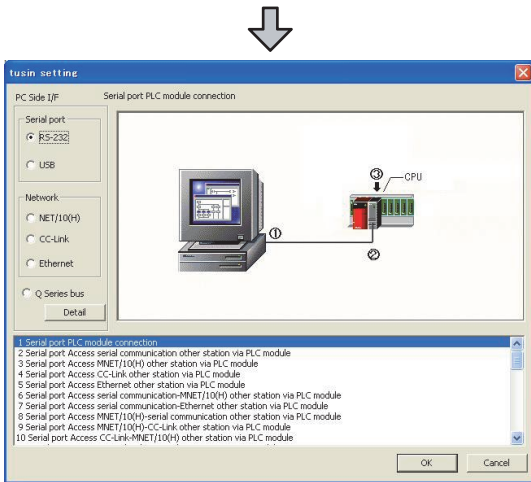 tusin setting
PC Side I/F
Serial port PLC module connection
Serial port
RS-232
USB
Network
NET/10(H)
CC-Link
Ethernet
Q Series bus
Detail
③
CPU
①
②
1 Serial port PLC module connection
2 Serial port Access serial communication other station via PLC module
3 Serial port Access MNET/10(H) other station via PLC module
4 Serial port Access CC-Link other station via PLC module
5 Serial port Access Ethernet other station via PLC module
6 Serial port Access serial communication-MNET/10(H) other station via PLC module
7 Serial port Access serial communication-Ethernet other station via PLC module
8 Serial port Access MNET/10(H)-serial communication other station via PLC module
9 Serial port Access MNET/10(H)-CC-Link other station via PLC module
10 Serial port Access CC-Link-MNET/10(H) other station via PLC module
OK
Cancel